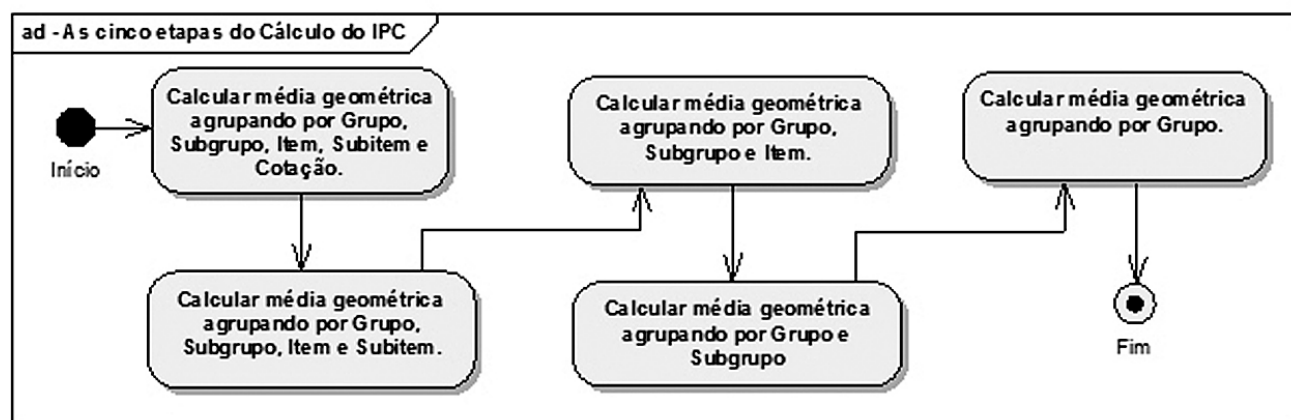 ad - As cinco etapas do Cálculo do IPC
Início
Calcular média geométrica
agrupando por Grupo,
Subgrupo, Item, Subitem e
Cotação.
Calcular média geométrica
agrupando por Grupo,
Subgrupo, Item e Subitem.
Calcular média geométrica
agrupando por Grupo,
Subgrupo e Item.
Calcular média geométrica
agrupando por Grupo e
Subgrupo
Calcular média geométrica
agrupando por Grupo.
Fim